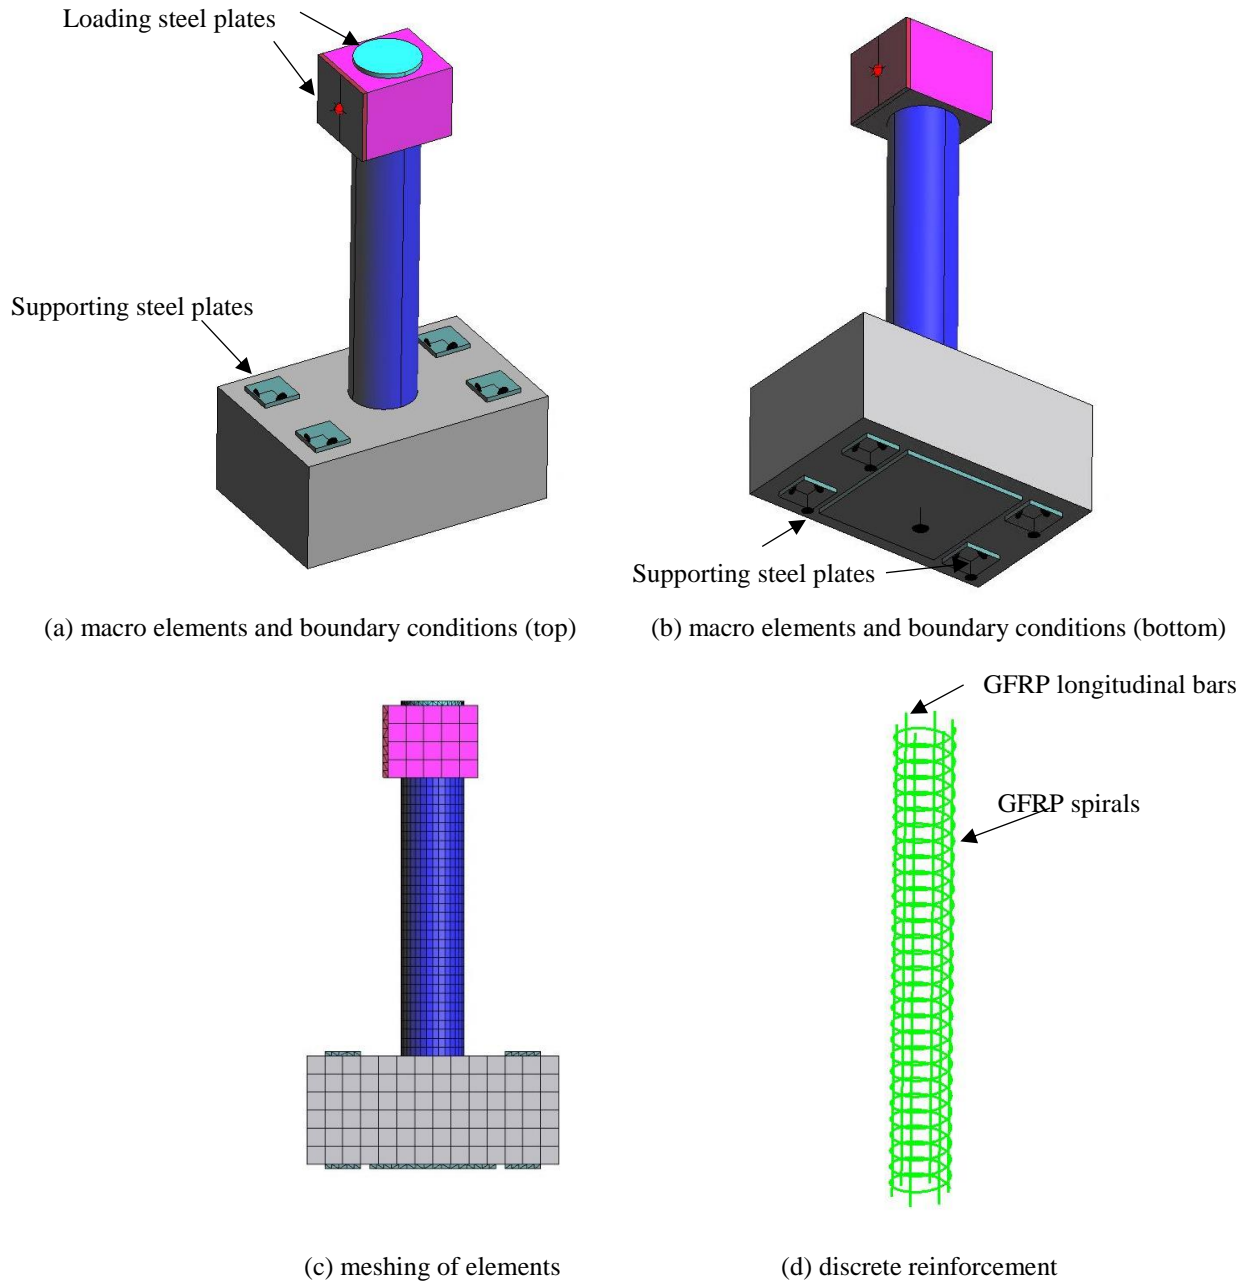 Loading steel plates
Supporting steel plates
Supporting steel plates
(a) macro elements and boundary conditions (top)
(b) macro elements and boundary conditions (bottom)
GFRP longitudinal bars
GFRP spirals
(c) meshing of elements
(d) discrete reinforcement